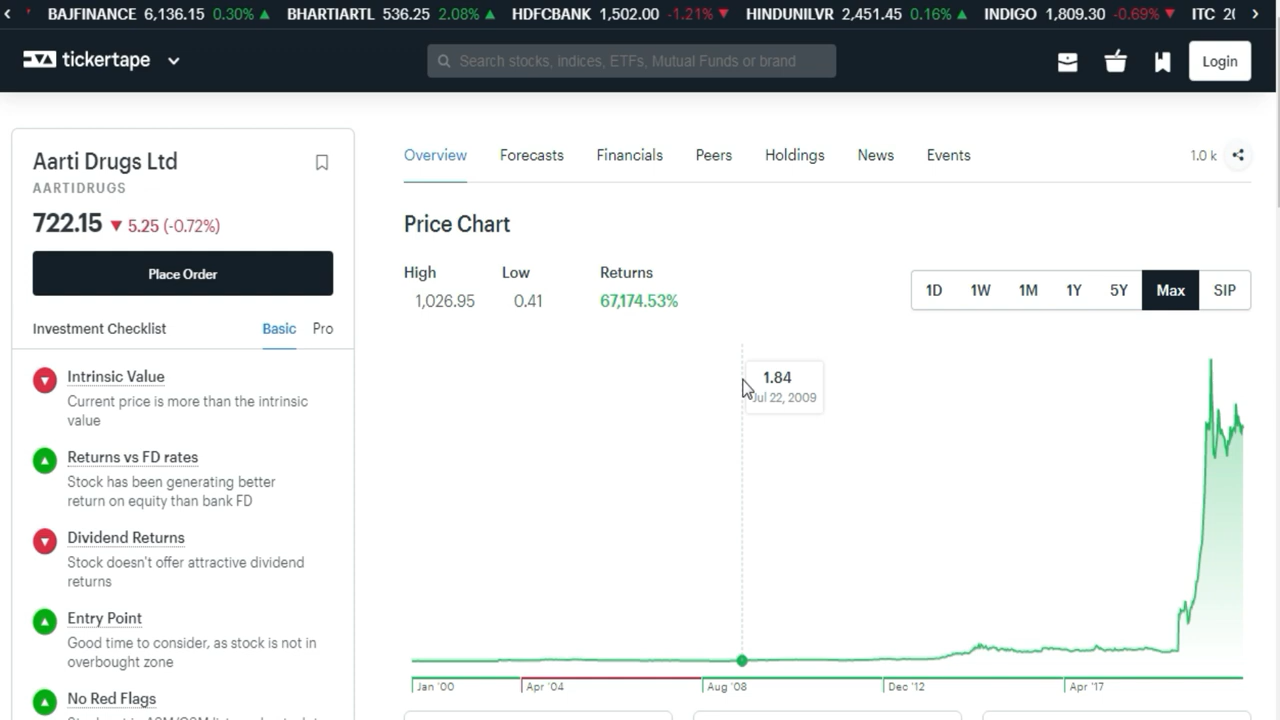 BAJFINANCE 6,136.15 0.30% ▲ BHARTIARTL 536.25 2.08% ▲ HDFCBANK 1,502.00 -1.21% ▼ HINDUNILVR 2,451.45 0.16% ▲ INDIGO 1,809.30 -0.69% ▼ ITC
tickertape
Search stocks, indices, ETFs, Mutual Funds or brand
Login
Aarti Drugs Ltd
AARTIDRUGS
722.15 ▼ 5.25 (-0.72%)
Place Order
Investment Checklist Basic Pro
Intrinsic Value
Current price is more than the intrinsic
value
Returns vs FD rates
Stock has been generating better
return on equity than bank FD
Dividend Returns
Stock doesn't offer attractive dividend
returns
Entry Point
Good time to consider, as stock is not in
overbought zone
No Red Flags
Overview Forecasts Financials Peers Holdings News Events 1.0 k
Price Chart
High Low Returns
1,026.95 0.41 67,174.53%
1D 1W 1M 1Y 5Y Max SIP
1.84
Jul 22, 2009
Jan '00 Apr '04 Aug '08 Dec '12 Apr '17